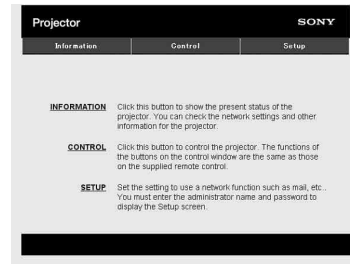 Projector SONY
Information Control Setup
INFORMATION Click this button to show the present status of the
projector. You can check the network settings and other
information for the projector.
CONTROL Click this button to control the projector. The functions of
the buttons on the control window are the same as those
on the supplied remote control.
SETUP Set the setting to use a network function such as mail, etc..
You must enter the administrator name and password to
display the Setup screen.